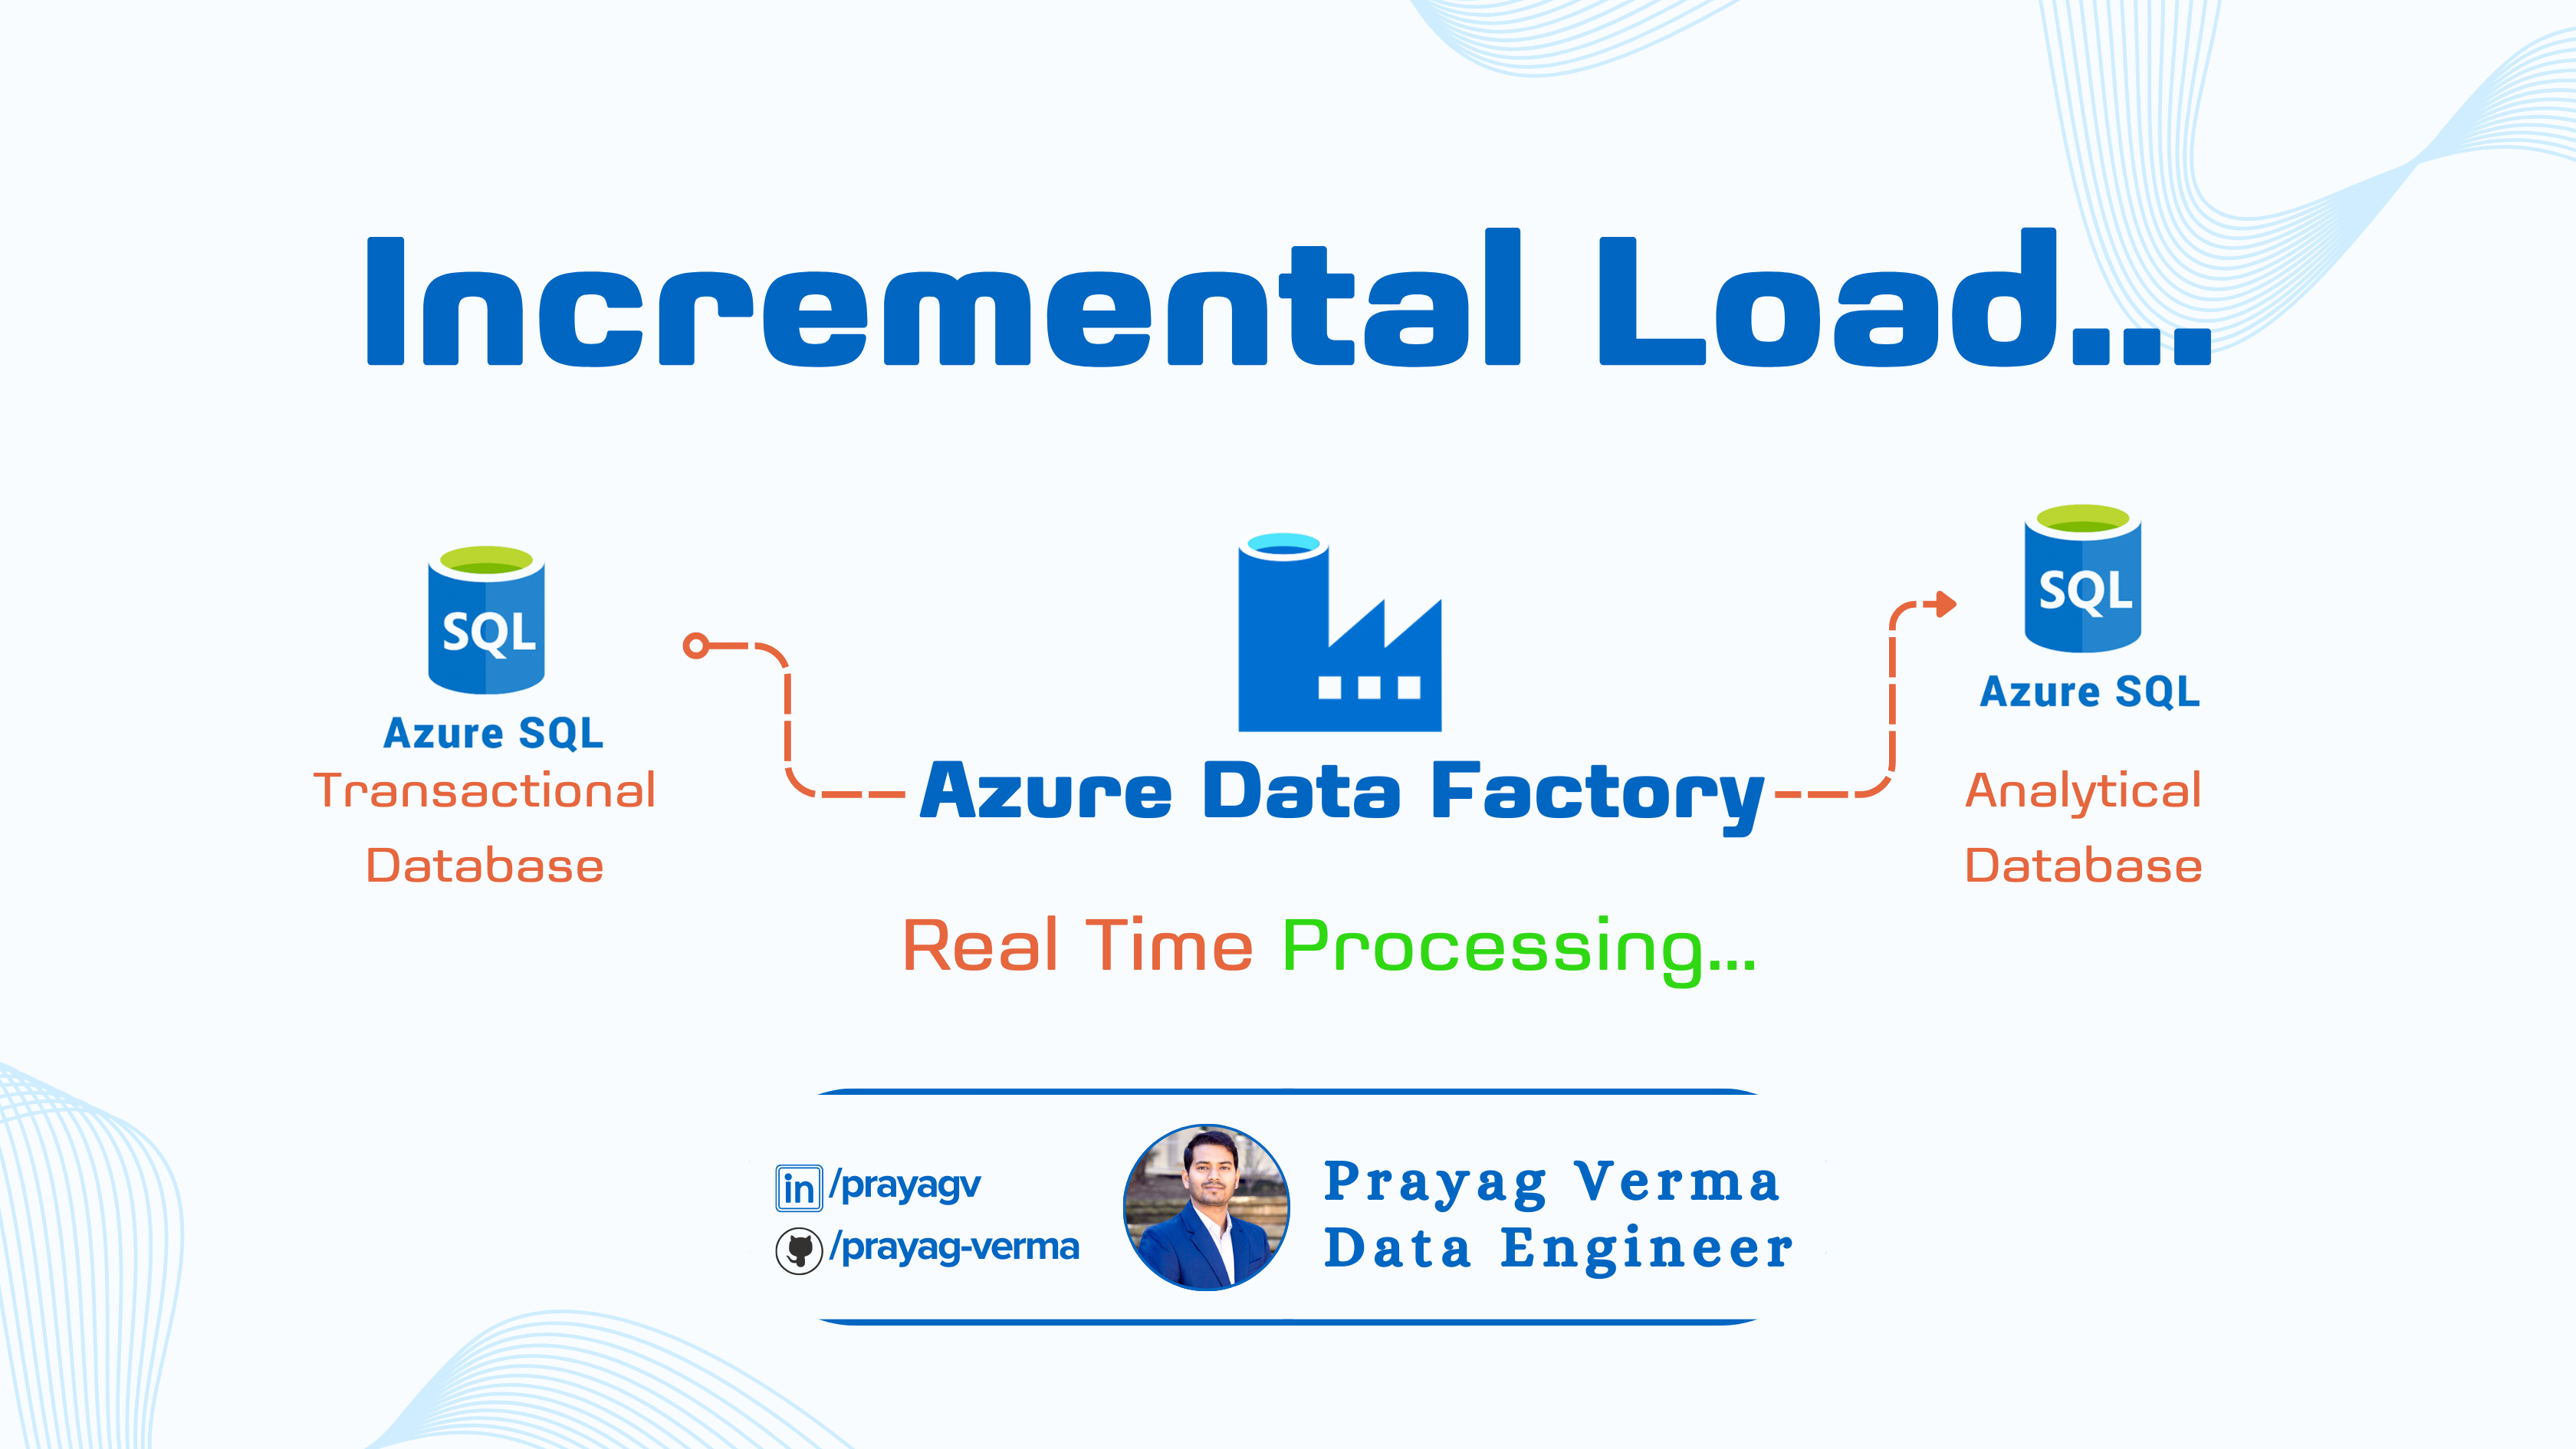 Incremental Load...
SQL
Azure SQL
Transactional
Database
Azure Data Factory
SQL
Azure SQL
Analytical
Database
Real Time Processing...
in /prayagv
/prayag-verma
Prayag Verma
Data Engineer